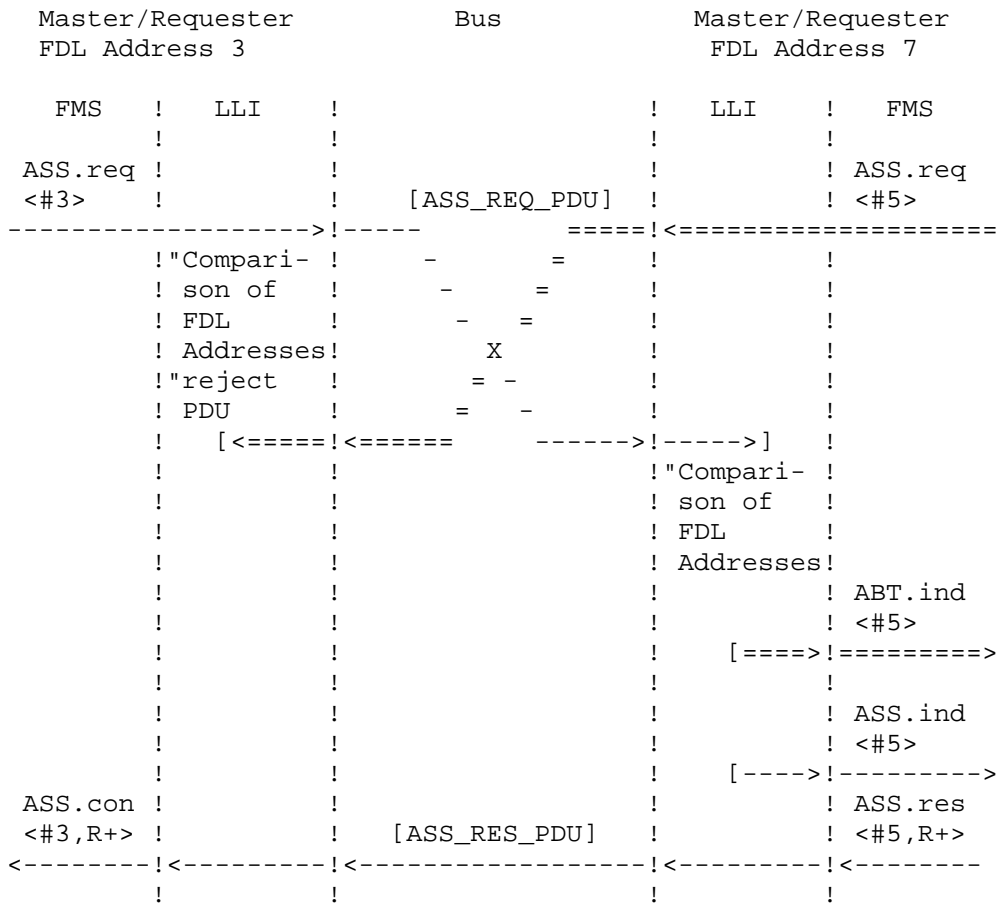 Master/Requester Bus Master/Requester
FDL Address 3 FDL Address 7
FMS ! LLI ! ! LLI ! FMS
! ! ! !
ASS.req ! ! ! ! ASS.req
<#3> ! ! [ASS_REQ_PDU] ! ! <#5>
------------------->!----- =====!<====================
!"Compari- ! - = ! !
! son of ! - = ! !
! FDL ! - = ! !
! Addresses! X ! !
!"reject ! = - ! !
! PDU ! = - ! !
! [<=====!<====== ------>!----->] !
! ! !"Compari- !
! ! ! son of !
! ! ! FDL !
! ! ! Addresses!
! ! ! ! ABT.ind
! ! ! ! <#5>
! ! ! [====>!=========>
! ! ! !
! ! ! ! ASS.ind
! ! ! ! <#5>
! ! ! [---->!--------->
ASS.con ! ! ! ! ASS.res
<#3,R+> ! ! [ASS_RES_PDU] ! ! <#5,R+>
<--------!<---------!<------------------!<---------!<--------
! ! ! !